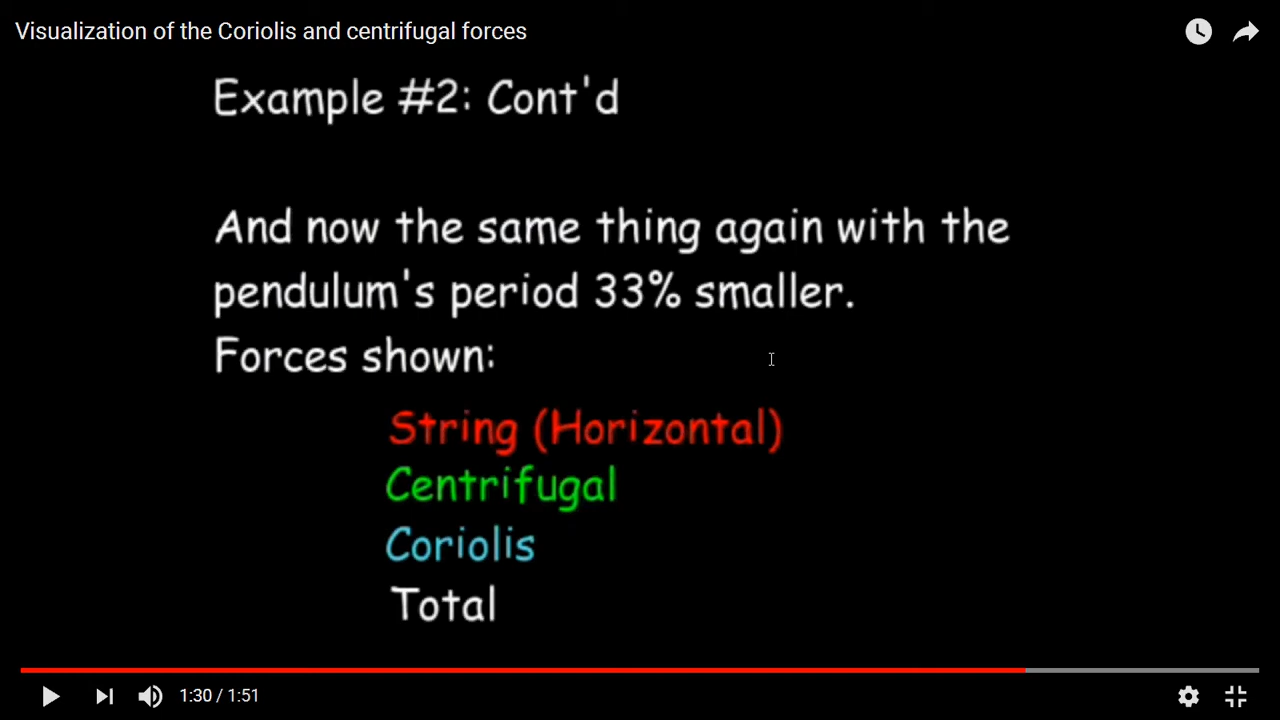 Visualization of the Coriolis and centrifugal forces
Example #2: Cont'd
And now the same thing again with the
pendulum's period 33% smaller.
Forces shown:
String (Horizontal)
Centrifugal
Coriolis
Total
1:30 / 1:51